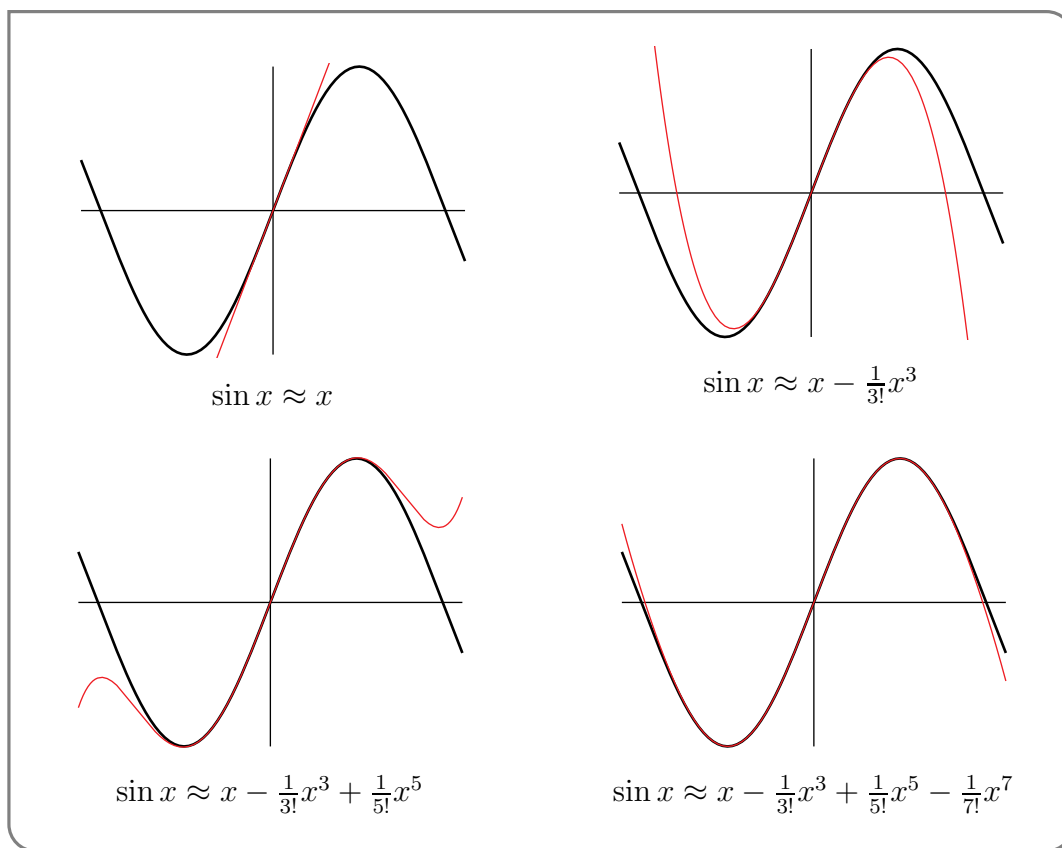 sin x ≈ x
sin x ≈ x − 1/3! x³
sin x ≈ x − 1/3! x³ + 1/5! x⁵
sin x ≈ x − 1/3! x³ + 1/5! x⁵ − 1/7! x⁷